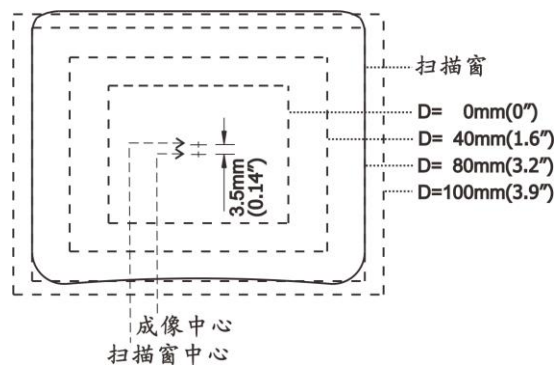 扫描窗
D= 0mm(0″)
D= 40mm(1.6″)
D= 80mm(3.2″)
D=100mm(3.9″)
3.5mm
(0.14″)
成像中心
扫描窗中心